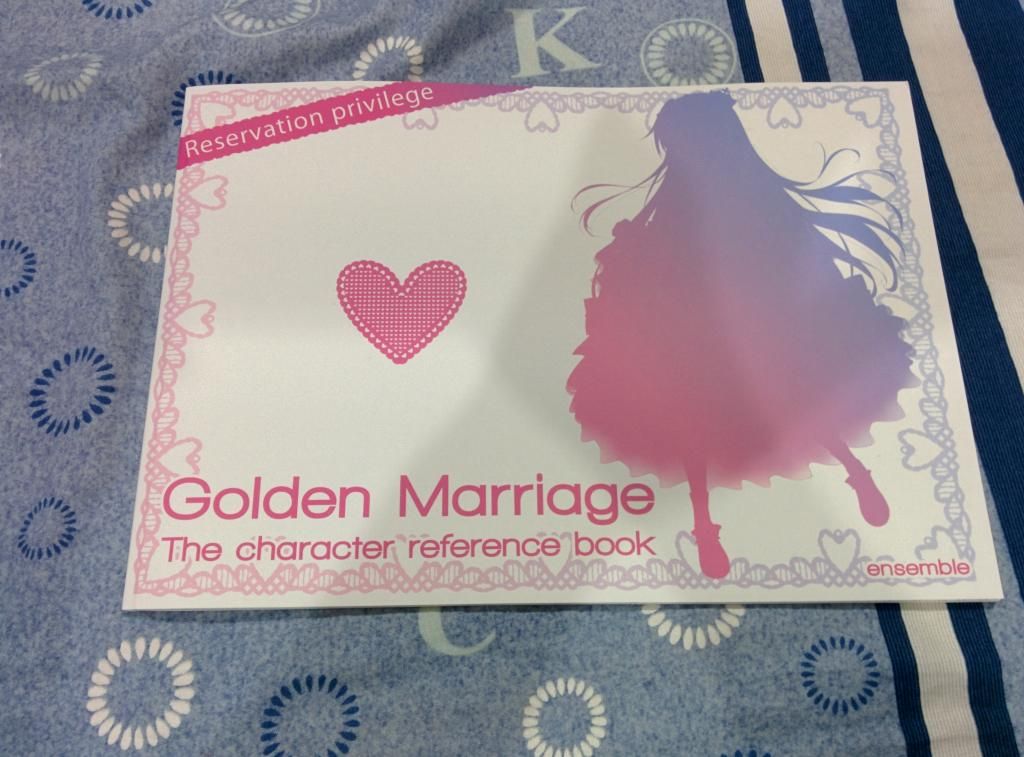 K
Reservation privilege
Golden Marriage
The character reference book
ensemble